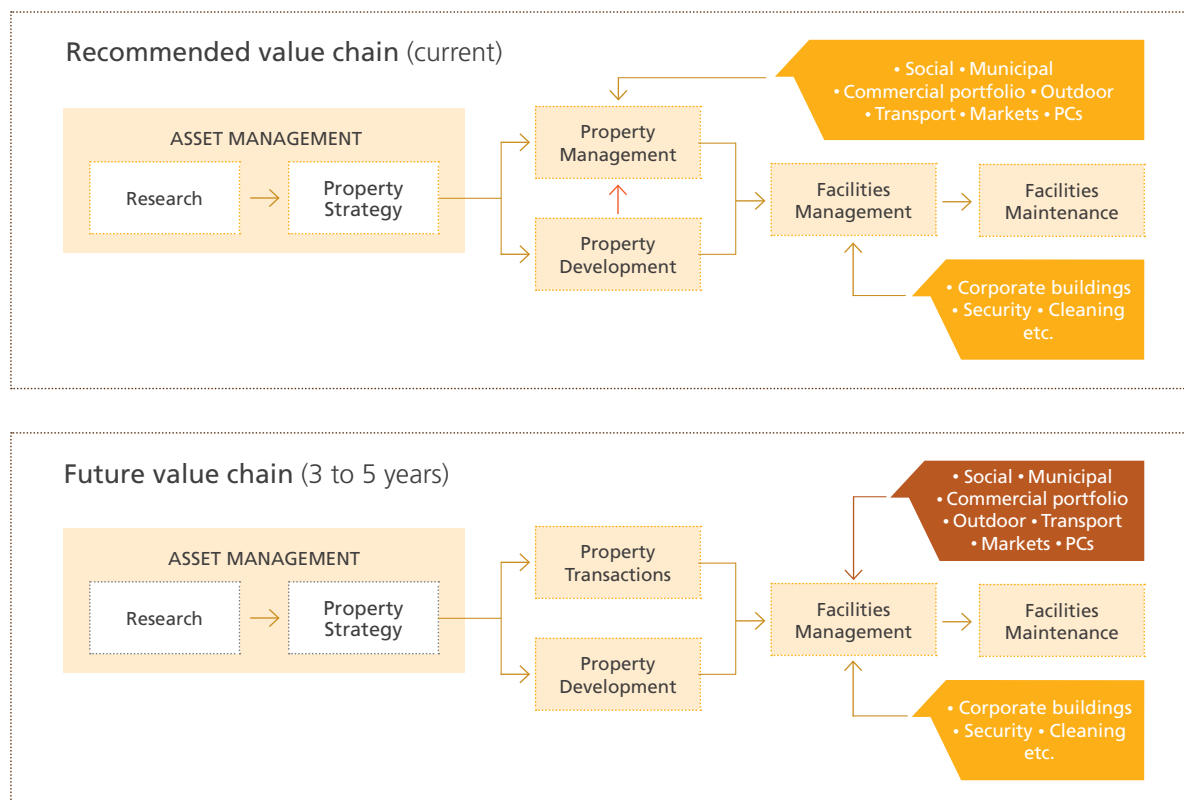 Recommended value chain (current)
• Social • Municipal
• Commercial portfolio • Outdoor
• Transport • Markets • PCs
ASSET MANAGEMENT
Research
Property
Strategy
Property
Management
Property
Development
Facilities
Management
Facilities
Maintenance
• Corporate buildings
• Security • Cleaning
etc.
Future value chain (3 to 5 years)
• Social • Municipal
• Commercial portfolio
• Outdoor • Transport
• Markets • PCs
ASSET MANAGEMENT
Research
Property
Strategy
Property
Transactions
Property
Development
Facilities
Management
Facilities
Maintenance
• Corporate buildings
• Security • Cleaning
etc.